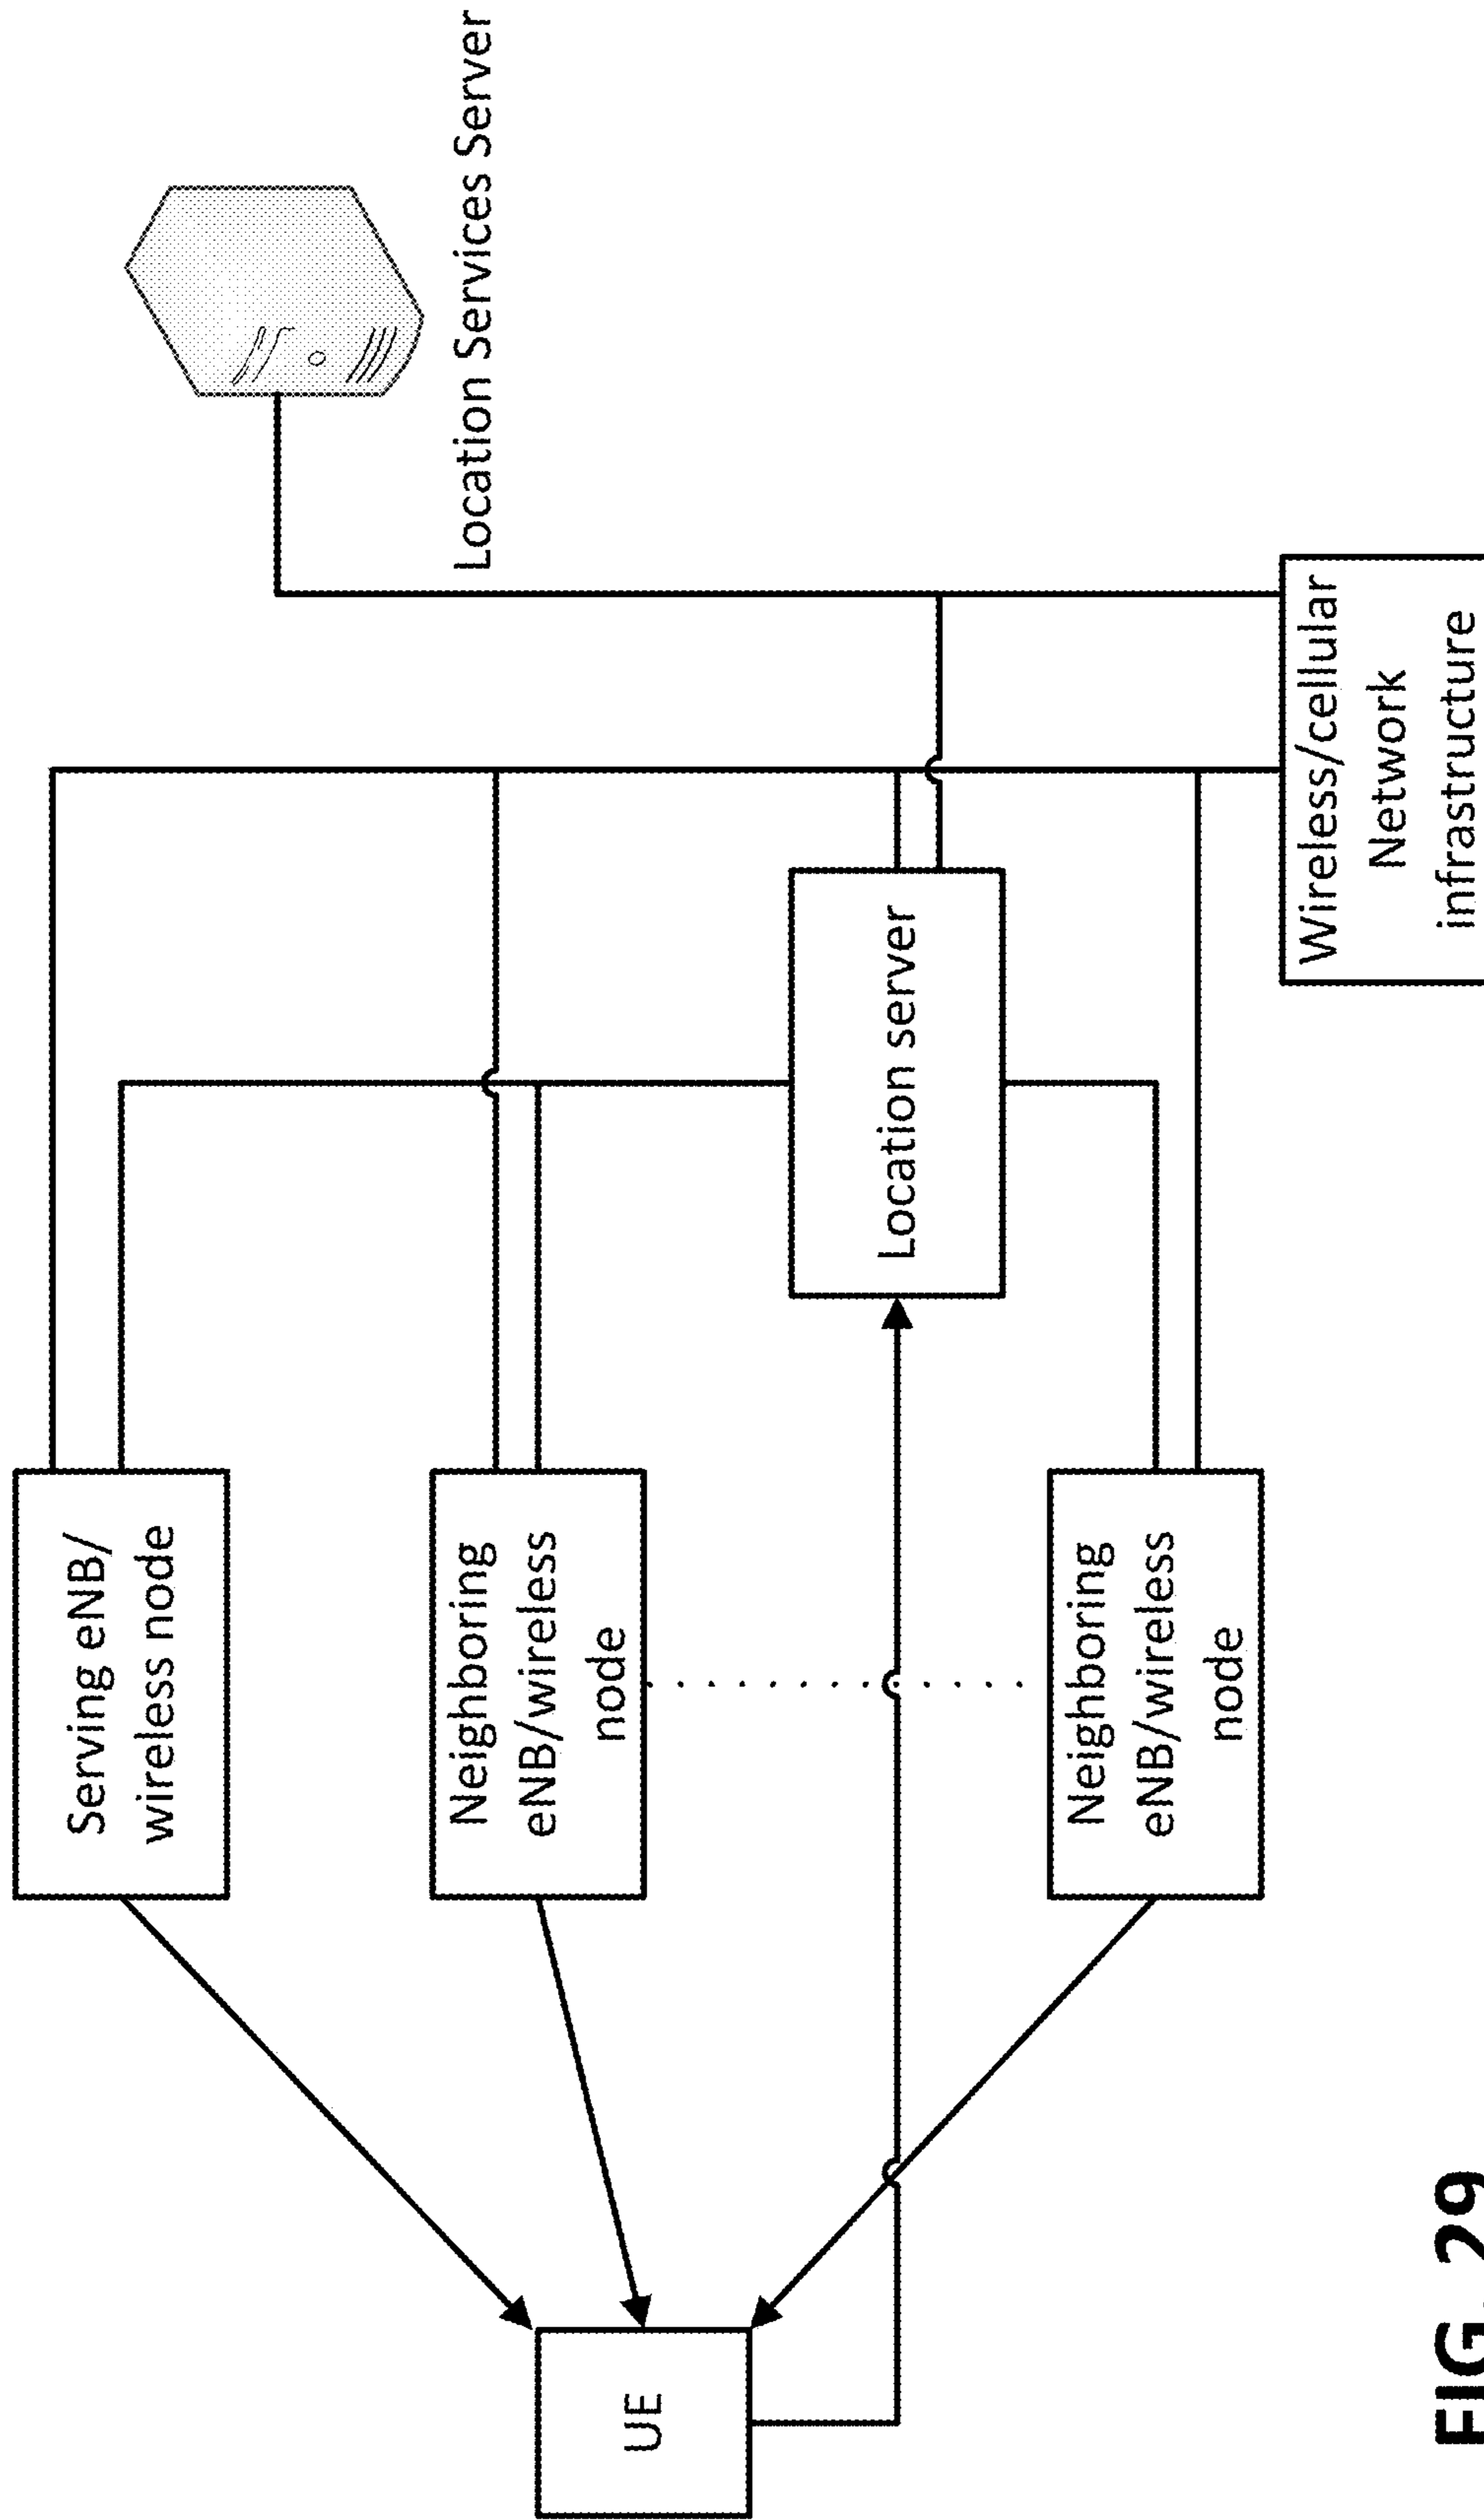 Serving eNB/
wireless node
Neighboring
eNB/wireless
node
Neighboring
eNB/wireless
node
UE
Location server
Location Services Server
Wireless/cellular
Network
infrastructure
FIG. 29